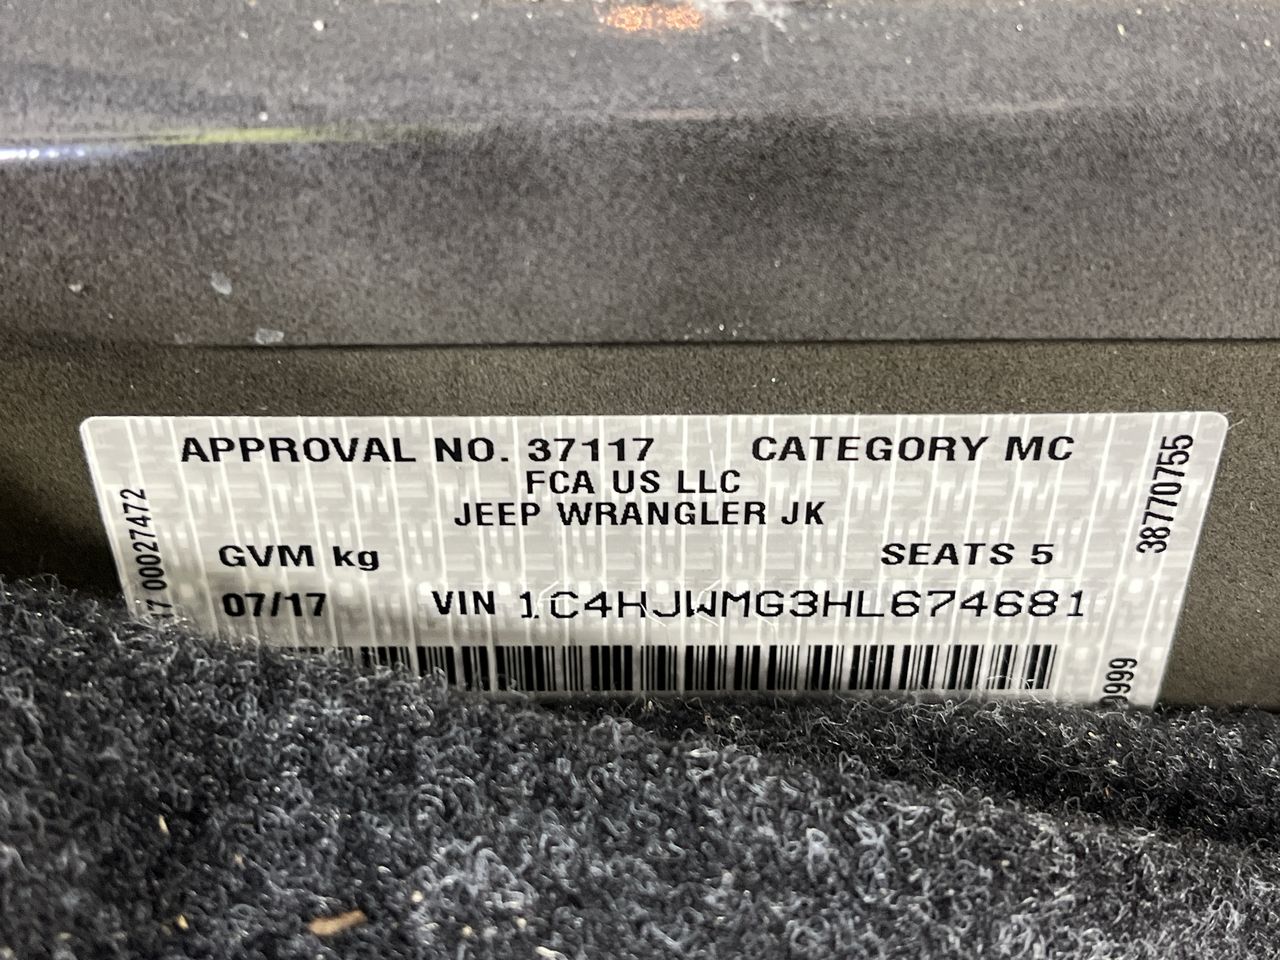 APPROVAL NO. 37117 CATEGORY MC
FCA US LLC
JEEP WRANGLER JK
GVM kg SEATS 5
07/17 VIN 1C4HJWMG3HL674681
00027472
38770755